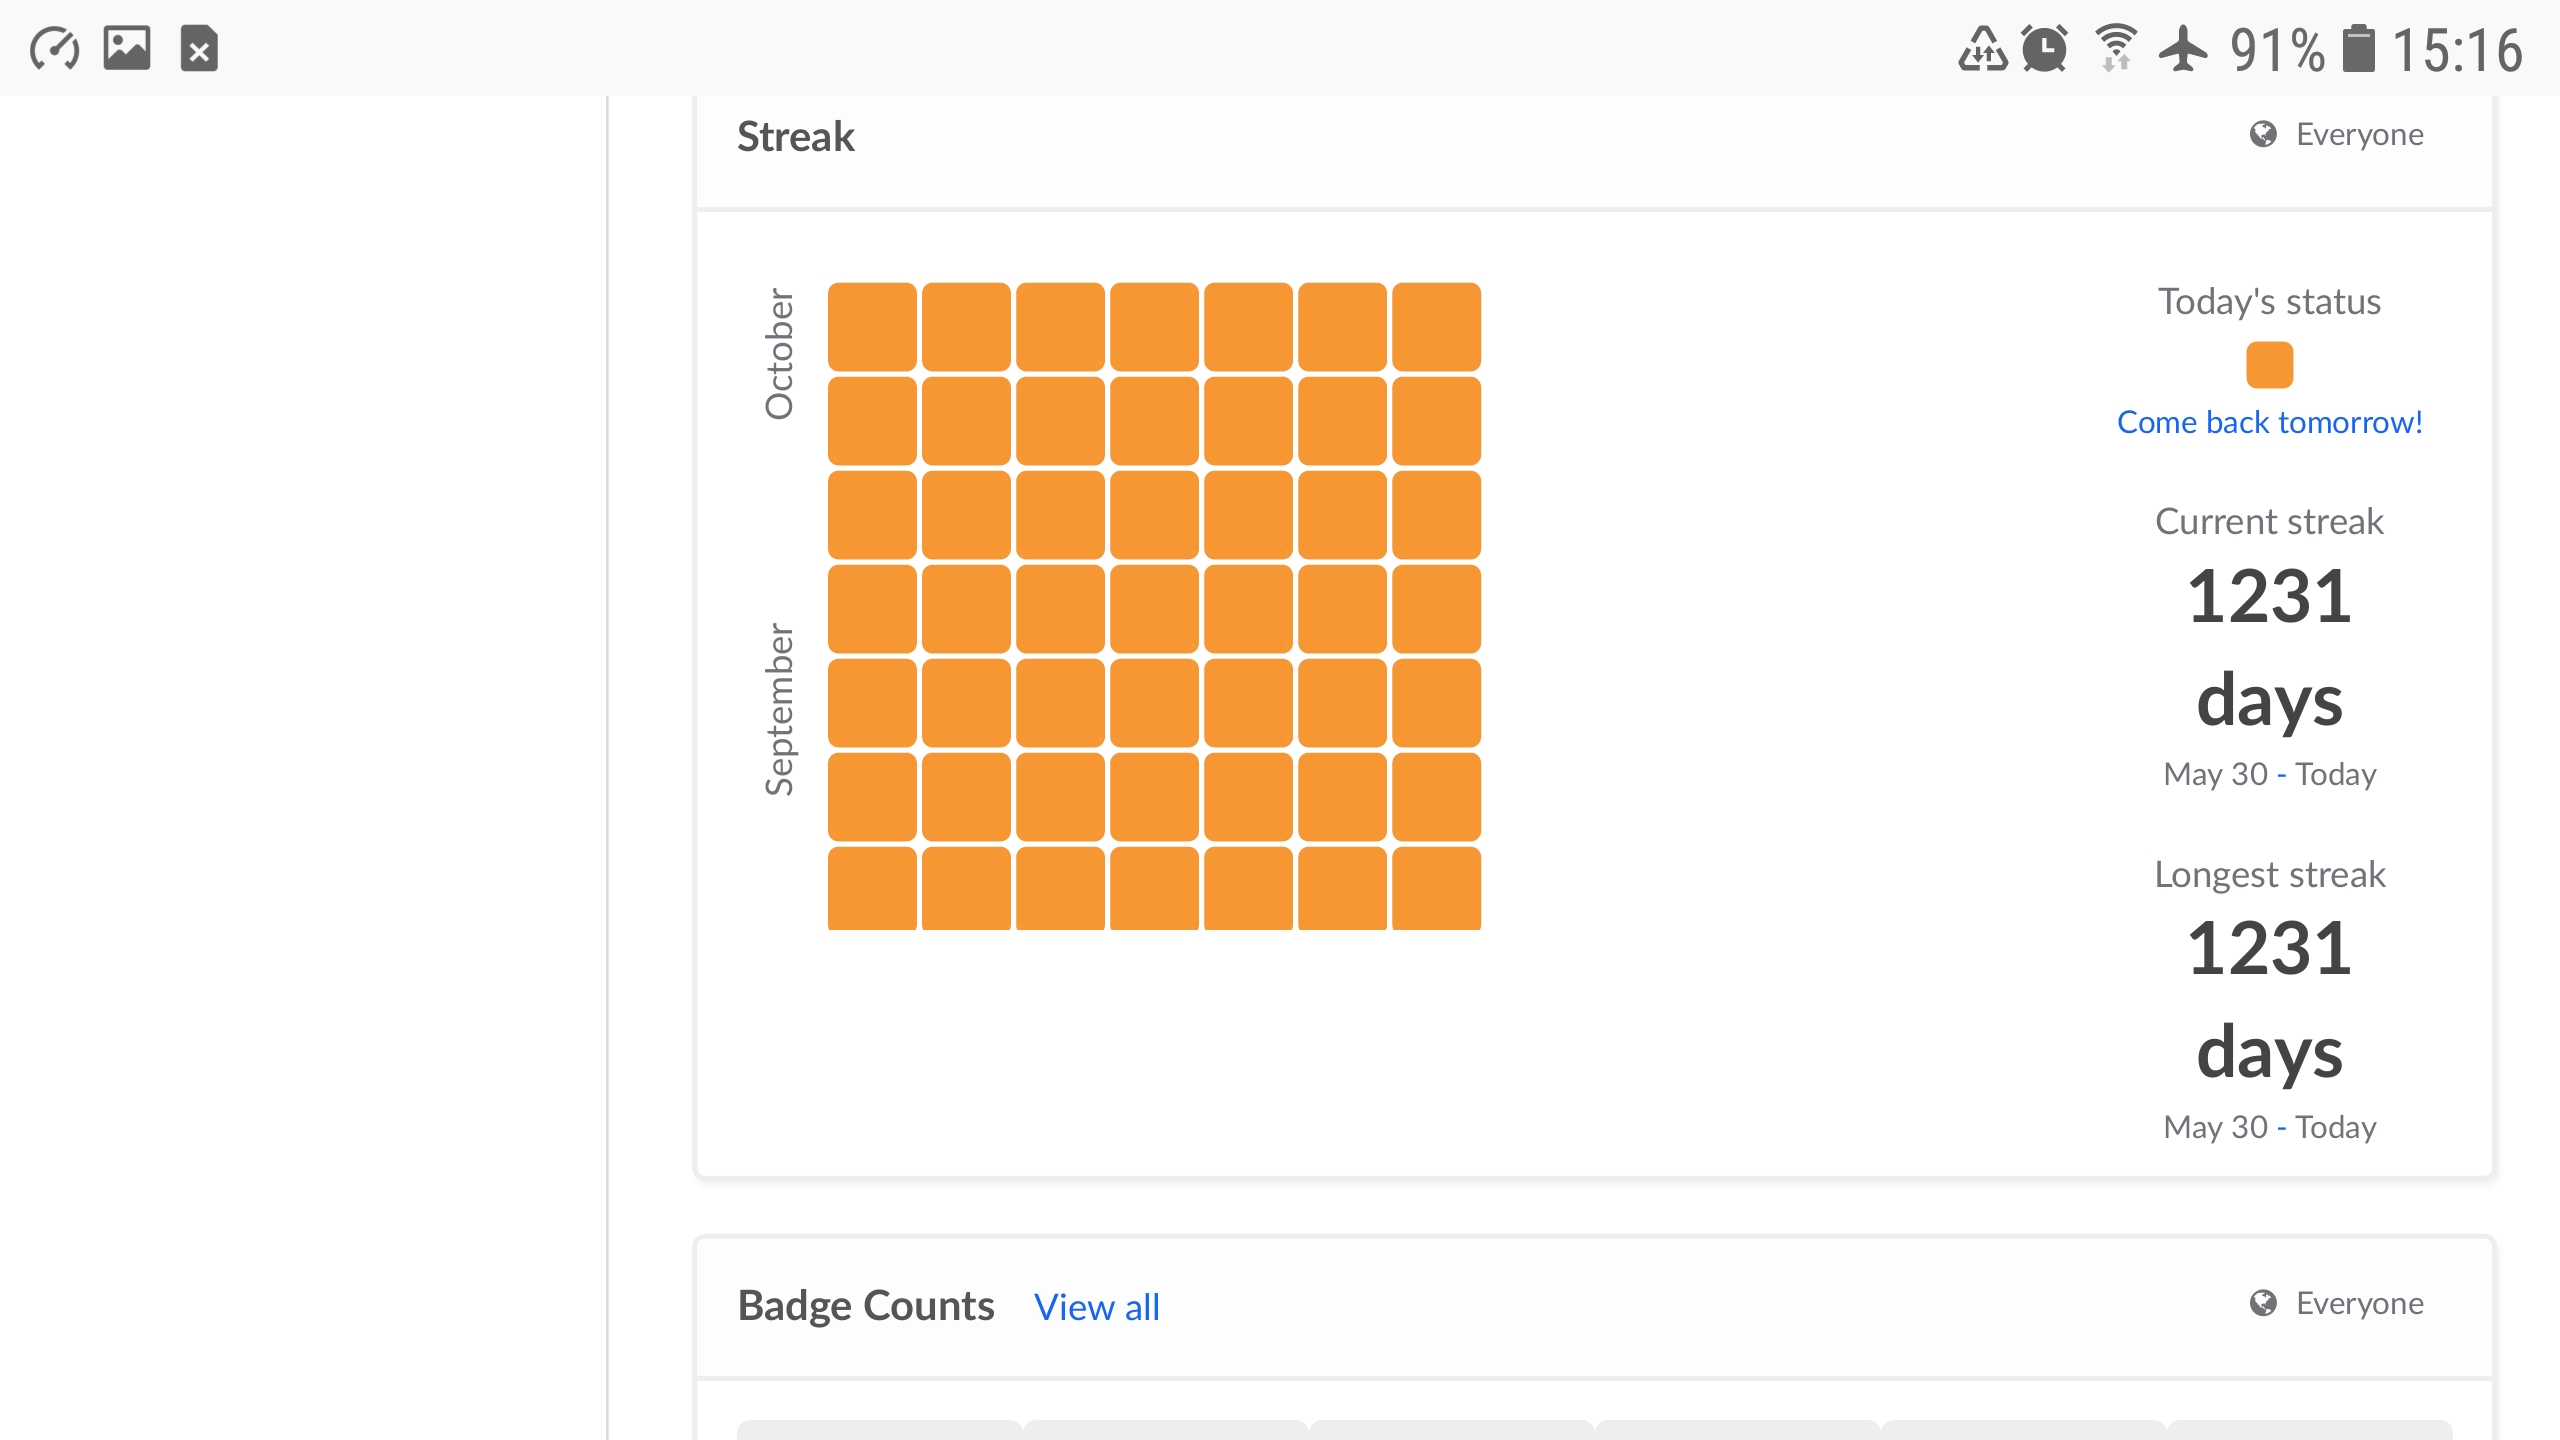 91% 15:16
Streak
Everyone
October
September
Today's status
Come back tomorrow!
Current streak
1231
days
May 30 - Today
Longest streak
1231
days
May 30 - Today
Badge Counts View all
Everyone